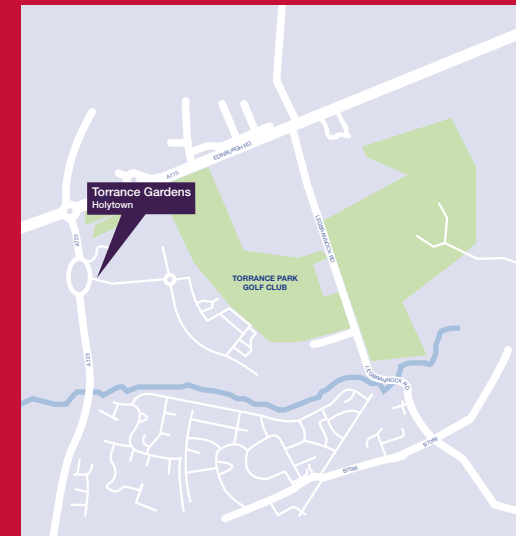 EDINBURGH RD.
A775
Torrance Gardens
Holytown
A723
LEGBRANNOCK RD
TORRANCE PARK
GOLF CLUB
A723
LEGBRANNOCK RD.
B7066
B7066